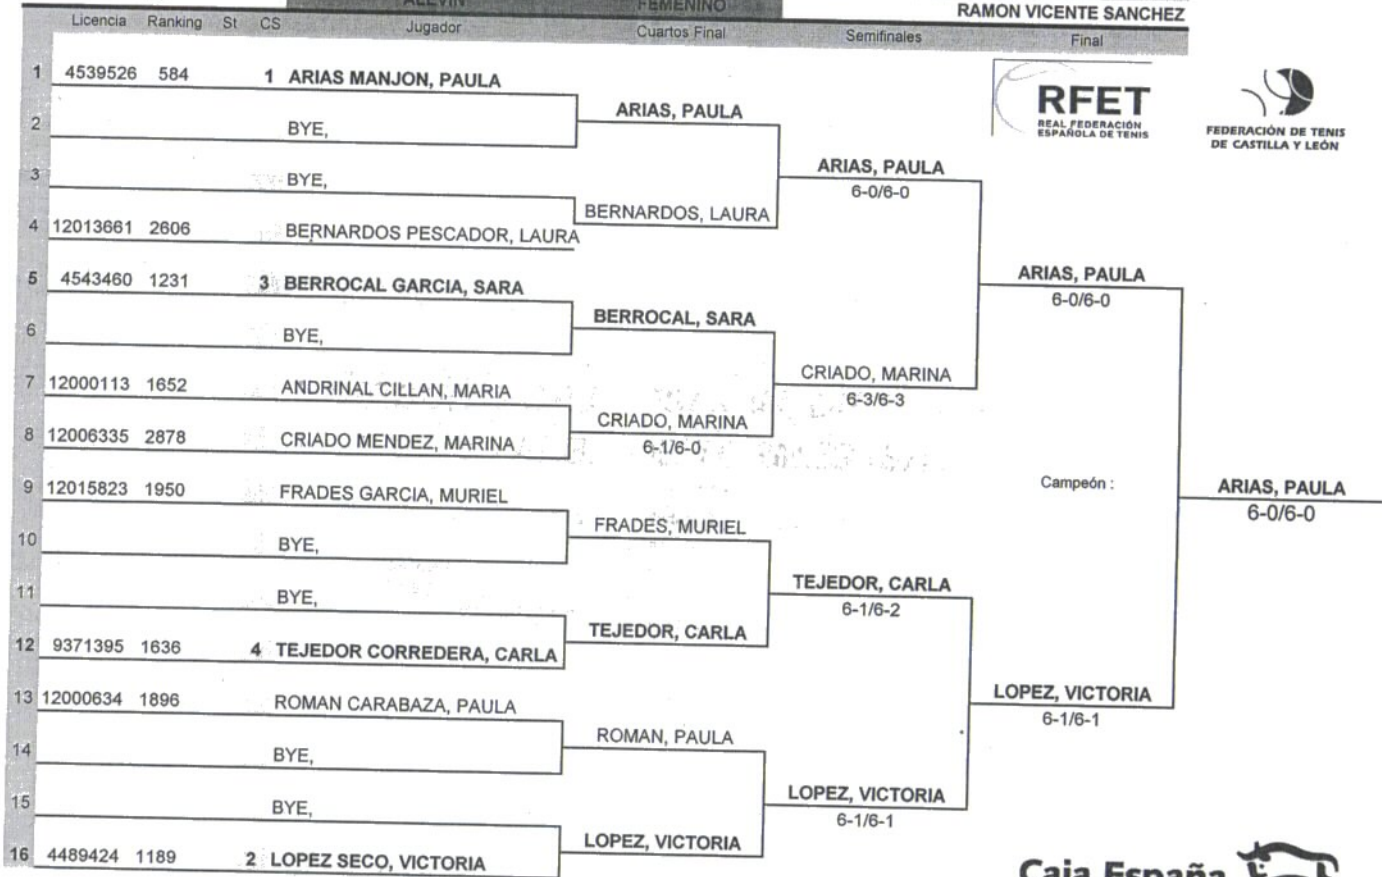 ALEVIN FEMENINO
RAMON VICENTE SANCHEZ
Licencia Ranking St CS Jugador Cuartos Final Semifinales Final
1 4539526 584 1 ARIAS MANJON, PAULA
RFET
REAL FEDERACIÓN
ESPAÑOLA DE TENIS
FEDERACIÓN DE TENIS
DE CASTILLA Y LEÓN
ARIAS, PAULA
2 BYE,
ARIAS, PAULA
6-0/6-0
3 BYE,
BERNARDOS, LAURA
4 12013661 2606 BERNARDOS PESCADOR, LAURA
ARIAS, PAULA
6-0/6-0
5 4543460 1231 3 BERROCAL GARCIA, SARA
BERROCAL, SARA
6 BYE,
CRIADO, MARINA
6-3/6-3
7 12000113 1652 ANDRINAL CILLAN, MARIA
CRIADO, MARINA
6-1/6-0
8 12006335 2878 CRIADO MENDEZ, MARINA
Campeón :
ARIAS, PAULA
6-0/6-0
9 12015823 1950 FRADES GARCIA, MURIEL
FRADES, MURIEL
10 BYE,
TEJEDOR, CARLA
6-1/6-2
11 BYE,
TEJEDOR, CARLA
12 9371395 1636 4 TEJEDOR CORREDERA, CARLA
LOPEZ, VICTORIA
6-1/6-1
13 12000634 1896 ROMAN CARABAZA, PAULA
ROMAN, PAULA
14 BYE,
LOPEZ, VICTORIA
6-1/6-1
15 BYE,
LOPEZ, VICTORIA
16 4489424 1189 2 LOPEZ SECO, VICTORIA
Caja España